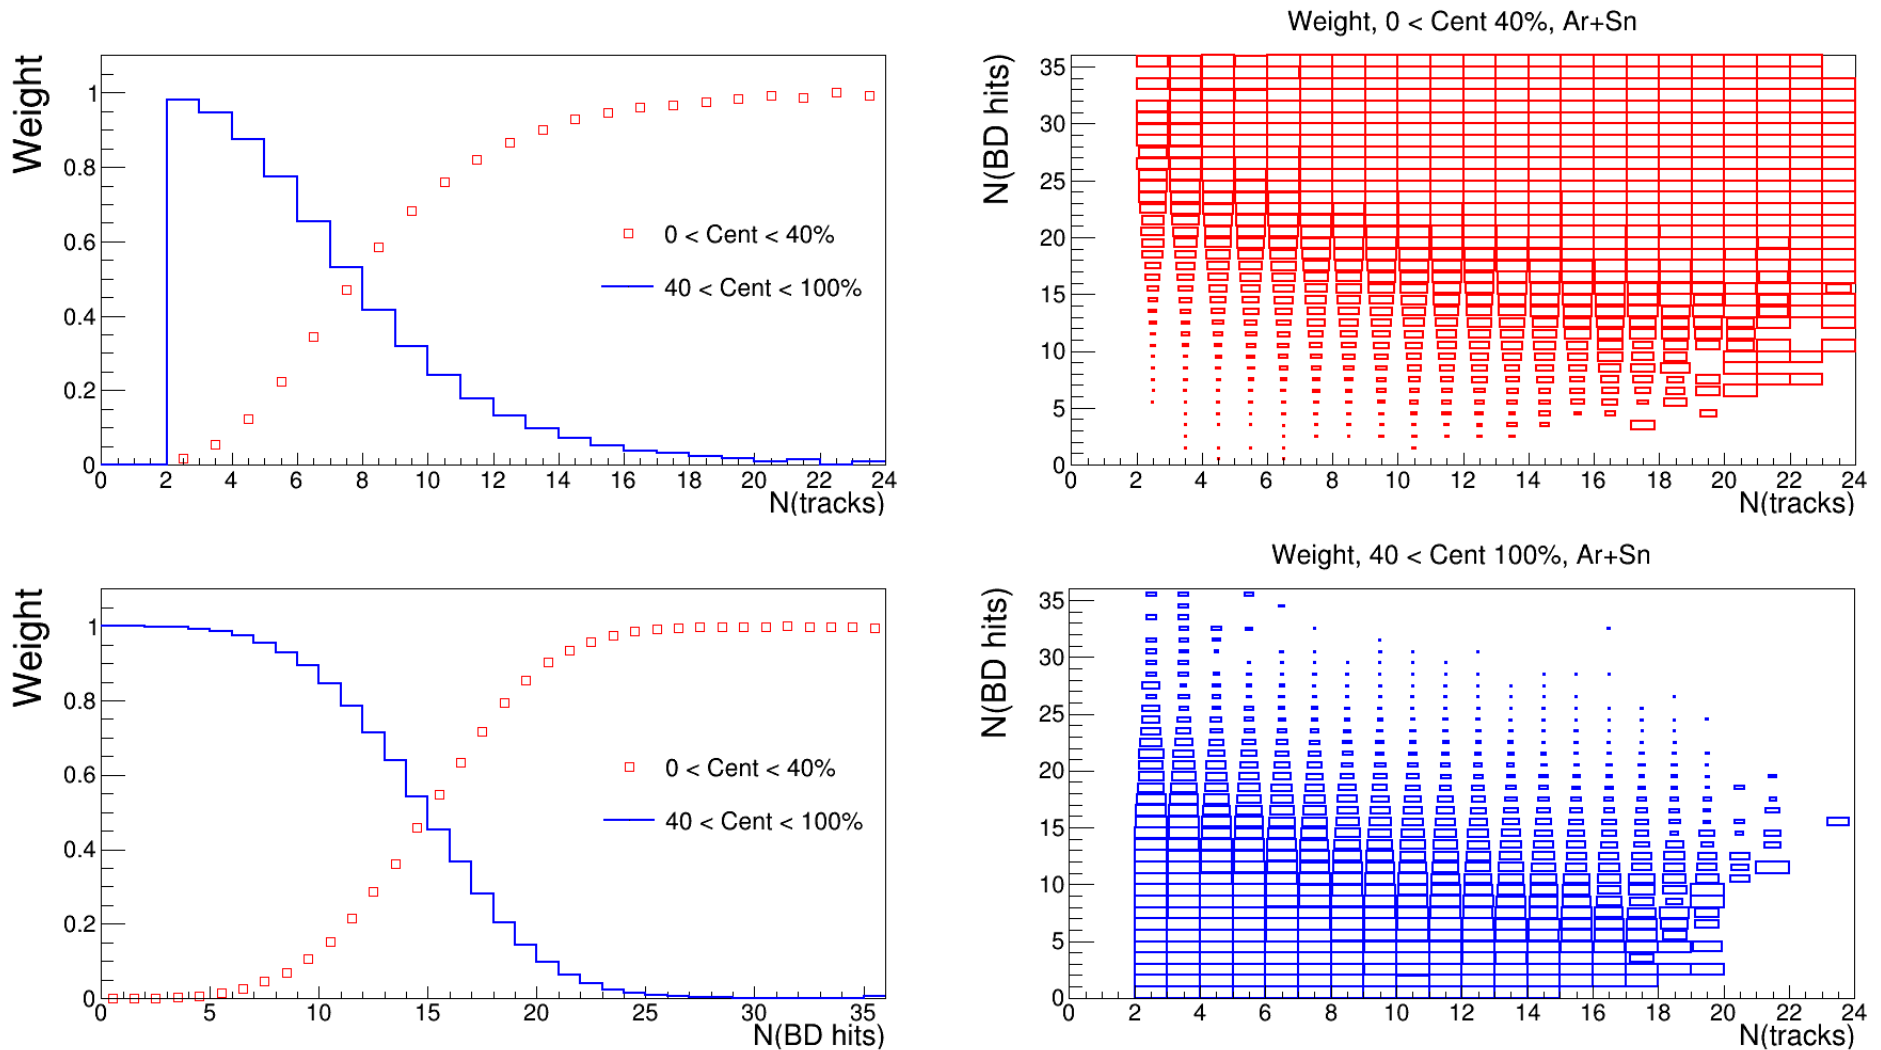 Weight
1
0.8
0.6
0.4
0.2
0
0 2 4 6 8 10 12 14 16 18 20 22 24
N(tracks)
0 < Cent < 40%
40 < Cent < 100%
Weight, 0 < Cent 40%, Ar+Sn
N(BD hits)
35
30
25
20
15
10
5
0
0 2 4 6 8 10 12 14 16 18 20 22 24
N(tracks)
Weight
1
0.8
0.6
0.4
0.2
0
0 5 10 15 20 25 30 35
N(BD hits)
0 < Cent < 40%
40 < Cent < 100%
Weight, 40 < Cent 100%, Ar+Sn
N(BD hits)
35
30
25
20
15
10
5
0
0 2 4 6 8 10 12 14 16 18 20 22 24
N(tracks)